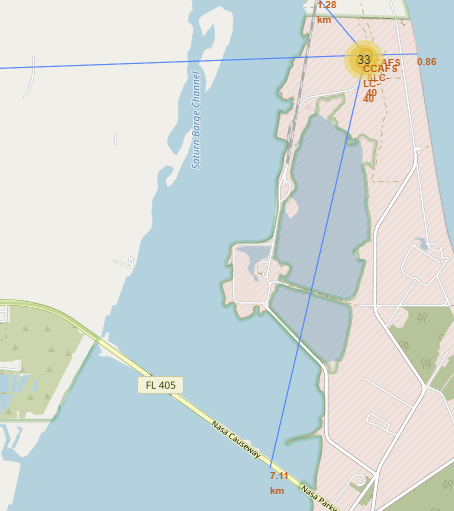 1.28
km
33
CCAFS
SLC-
LC-
40
40
0.86
Saturn Barge Channel
FL 405
Nasa Causeway
7.11
km
Nasa Parkw